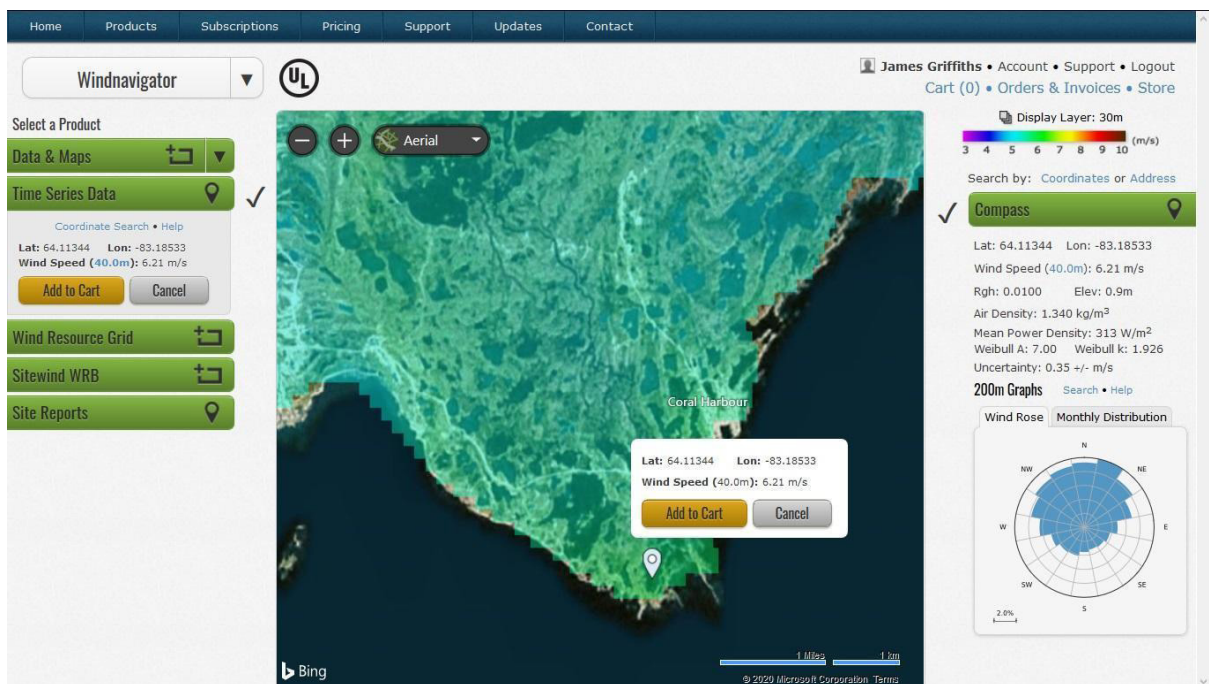 Home Products Subscriptions Pricing Support Updates Contact
Windnavigator
UL
James Griffiths • Account • Support • Logout
Cart (0) • Orders & Invoices • Store
Select a Product
Data & Maps
Time Series Data
Coordinate Search • Help
Lat: 64.11344 Lon: -83.18533
Wind Speed (40.0m): 6.21 m/s
Add to Cart Cancel
Wind Resource Grid
Sitewind WRB
Site Reports
Aerial
Coral Harbour
Lat: 64.11344 Lon: -83.18533
Wind Speed (40.0m): 6.21 m/s
Add to Cart Cancel
1 Miles 1 km
Bing
© 2020 Microsoft Corporation Terms
Display Layer: 30m
3 4 5 6 7 8 9 10 (m/s)
Search by: Coordinates or Address
Compass
Lat: 64.11344 Lon: -83.18533
Wind Speed (40.0m): 6.21 m/s
Rgh: 0.0100 Elev: 0.9m
Air Density: 1.340 kg/m³
Mean Power Density: 313 W/m²
Weibull A: 7.00 Weibull k: 1.926
Uncertainty: 0.35 +/- m/s
200m Graphs Search • Help
Wind Rose Monthly Distribution
N
NW NE
W E
SW SE
S
2.0%